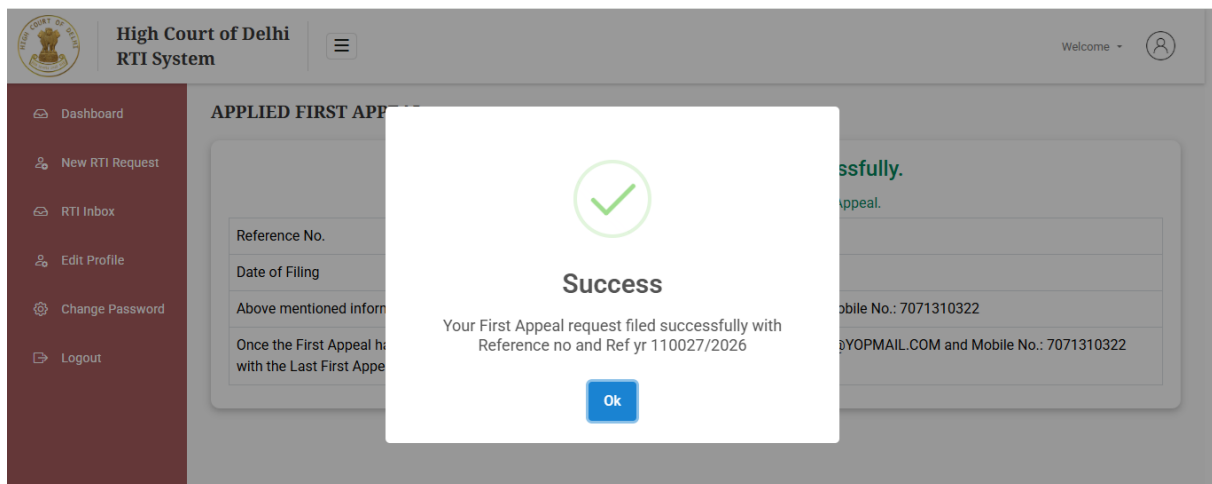 High Court of Delhi
RTI System
Welcome
Dashboard
New RTI Request
RTI Inbox
Edit Profile
Change Password
Logout
APPLIED FIRST
ssfully.
Appeal.
Reference No.
Date of Filing
Above mentioned inform
obile No.: 7071310322
Once the First Appeal ha
@YOPMAIL.COM and Mobile No.: 7071310322
with the Last First Appe
Success
Your First Appeal request filed successfully with
Reference no and Ref yr 110027/2026
Ok